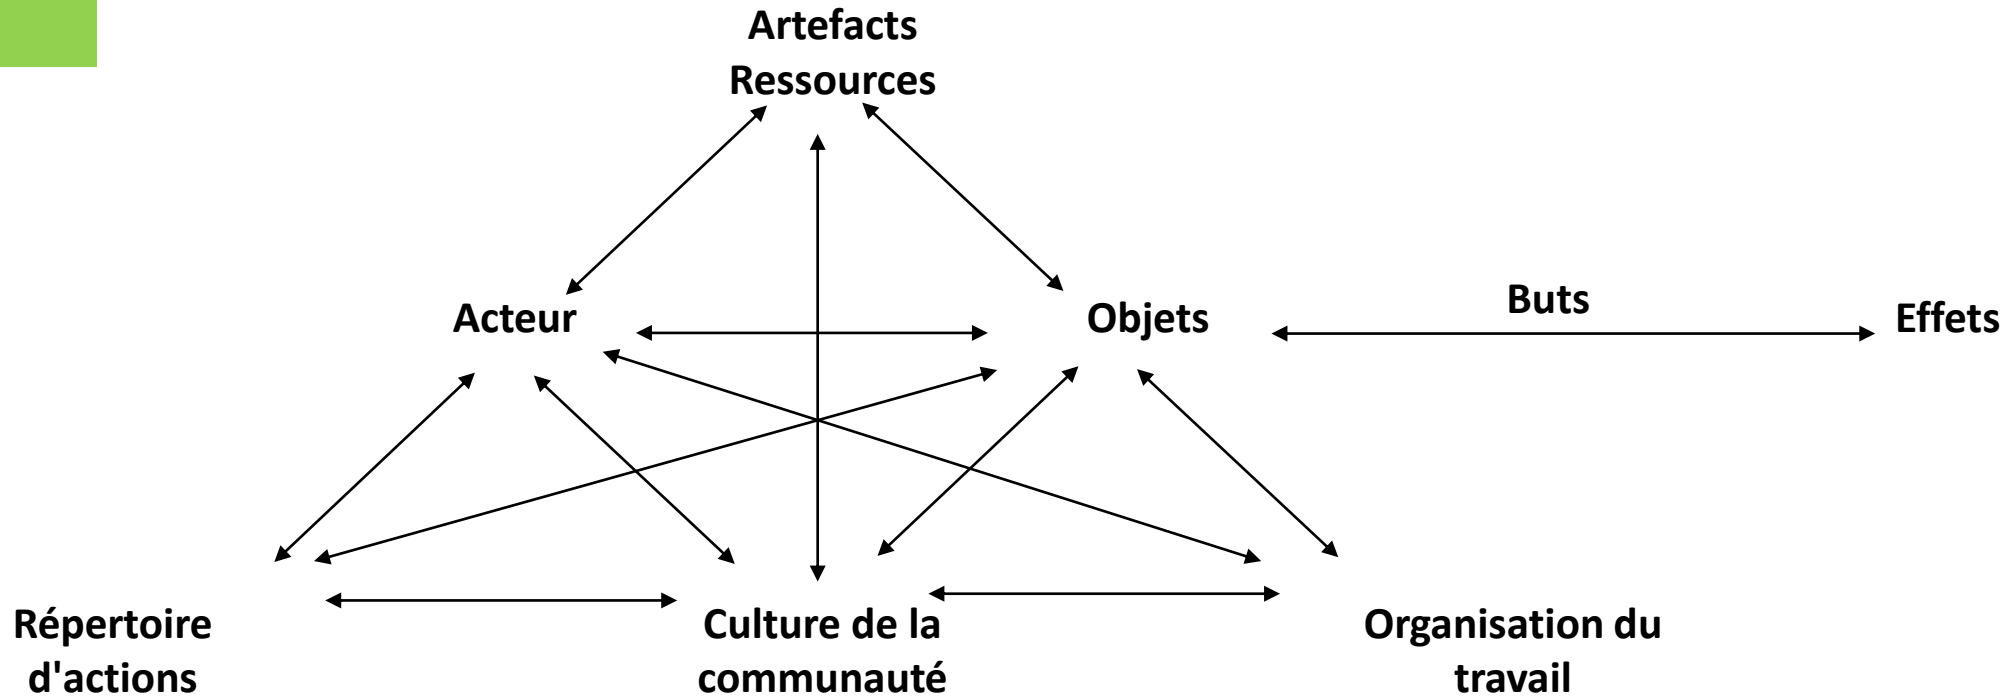 Artefacts
Ressources
Acteur
Objets
Buts
Effets
Répertoire
d'actions
Culture de la
communauté
Organisation du
travail